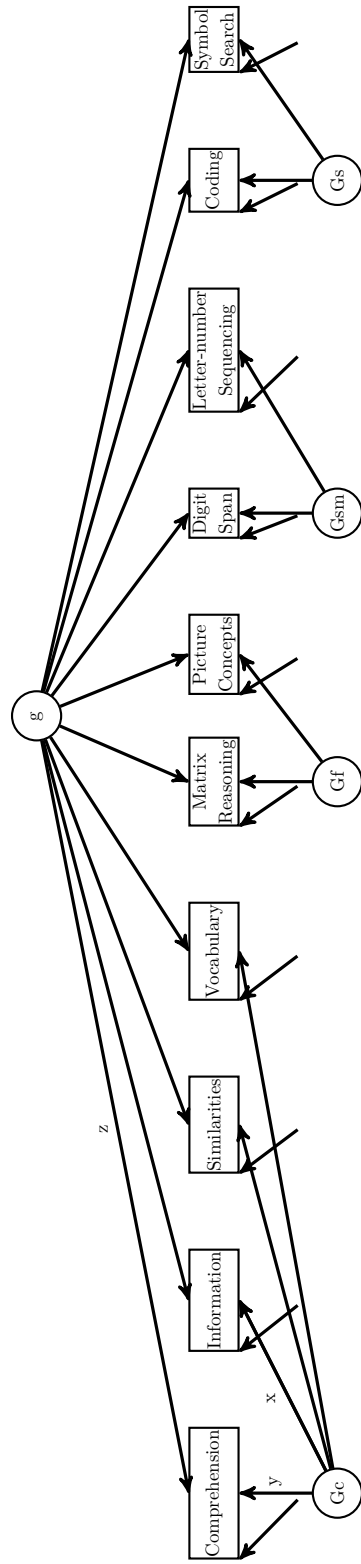 g
z
Comprehension
Information
Similarities
Vocabulary
Matrix
Reasoning
Picture
Concepts
Digit
Span
Letter-number
Sequencing
Coding
Symbol
Search
y
x
Gc
Gf
Gsm
Gs